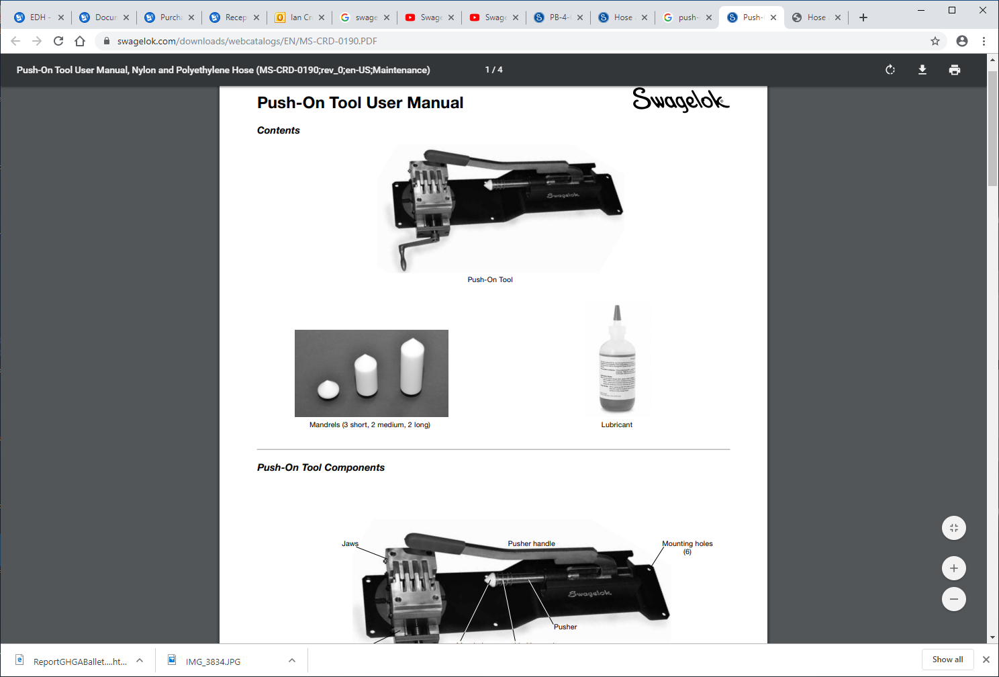 EDH -
Docun
Purcha
Recep
Ian Cr
swage
Swage
Swage
PB-4-
Hose
push-
Push-
Hose
swagelok.com/downloads/webcatalogs/EN/MS-CRD-0190.PDF
Push-On Tool User Manual, Nylon and Polyethylene Hose (MS-CRD-0190;rev_0;en-US;Maintenance)
1 / 4
Push-On Tool User Manual
Swagelok
Contents
Swagelok
Push-On Tool
Mandrels (3 short, 2 medium, 2 long)
Lubricant
Push-On Tool Components
Jaws
Pusher handle
Mounting holes
(6)
Swagelok
Pusher
ReportGHGABallet....ht...
IMG_3834.JPG
Show all